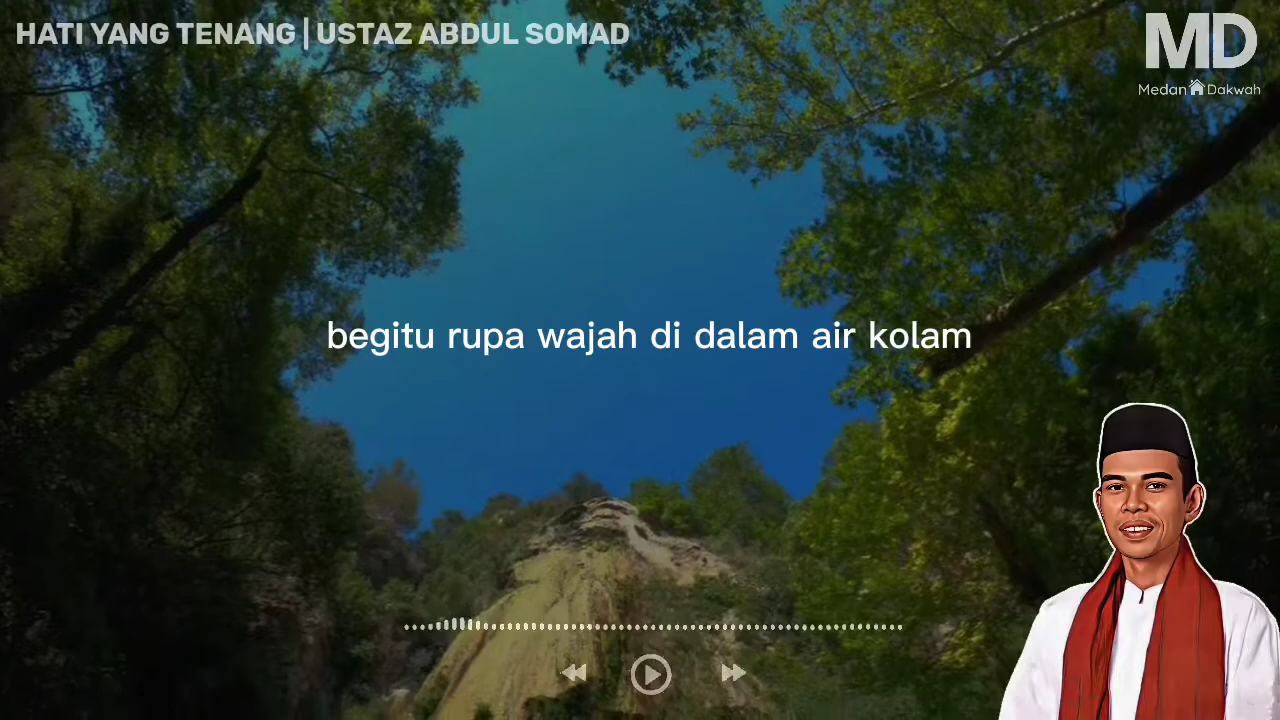 HATI YANG TENANG | USTAZ ABDUL SOMAD
MD
Medan Dakwah
begitu rupa wajah di dalam air kolam